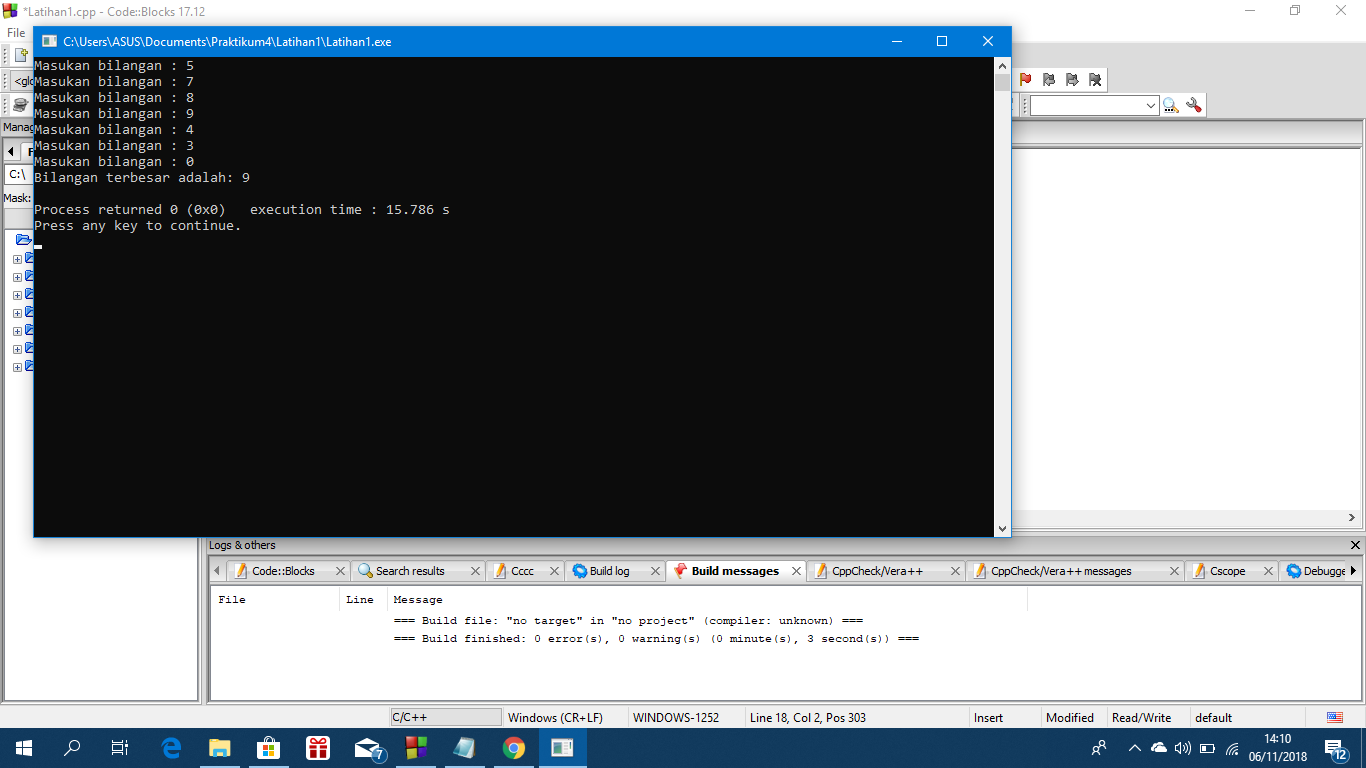 *Latihan1.cpp - Code::Blocks 17.12
File
C:\Users\ASUS\Documents\Praktikum4\Latihan1\Latihan1.exe
Masukan bilangan : 5
Masukan bilangan : 7
Masukan bilangan : 8
Masukan bilangan : 9
Masukan bilangan : 4
Masukan bilangan : 3
Masukan bilangan : 0
Bilangan terbesar adalah: 9
Process returned 0 (0x0)   execution time : 15.786 s
Press any key to continue.
C:\
Mask:
Logs & others
Code::Blocks Search results Cccc Build log Build messages CppCheck/Vera++ CppCheck/Vera++ messages Cscope Debugge
File Line Message
=== Build file: "no target" in "no project" (compiler: unknown) ===
=== Build finished: 0 error(s), 0 warning(s) (0 minute(s), 3 second(s)) ===
C/C++ Windows (CR+LF) WINDOWS-1252 Line 18, Col 2, Pos 303 Insert Modified Read/Write default
7
14:10
06/11/2018
12